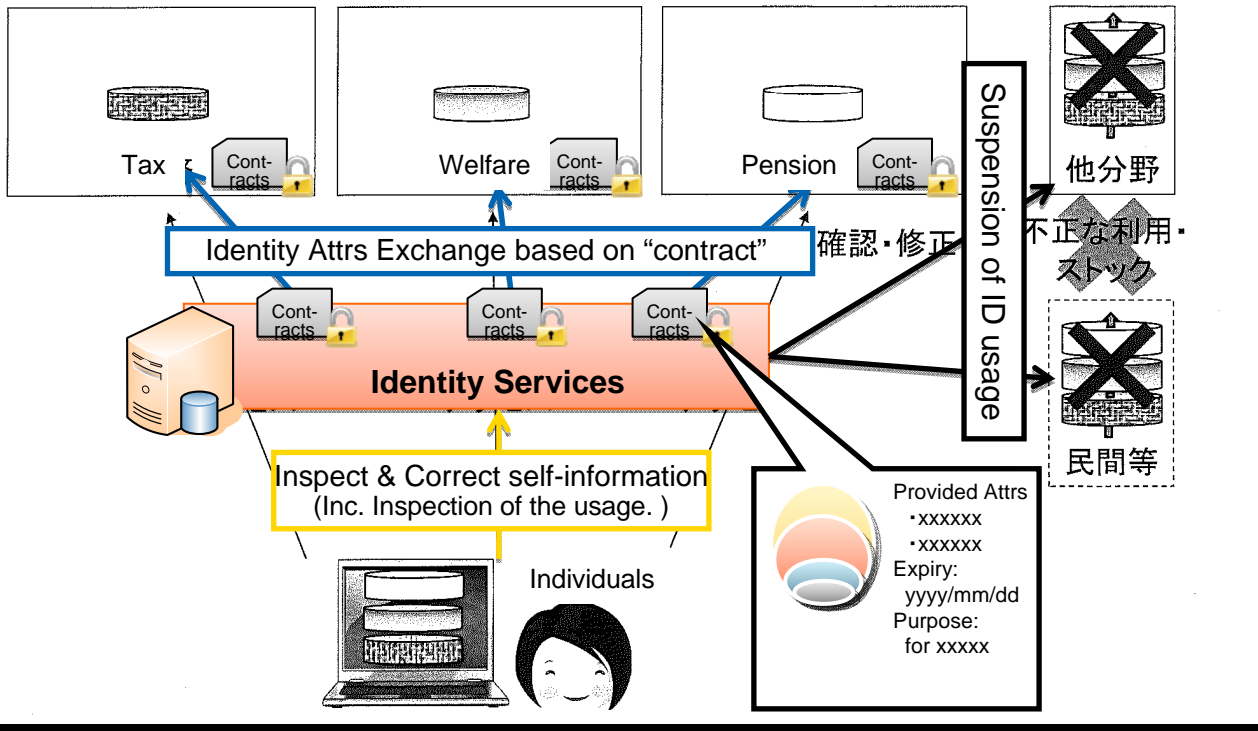 Tax
Cont-
racts
Welfare
Cont-
racts
Pension
Cont-
racts
Suspension of ID usage
他分野
Identity Attrs Exchange based on “contract”
確認・修正
不正な利用・
ストック
Cont-
racts
Cont-
racts
Cont-
racts
Identity Services
民間等
Inspect & Correct self-information
(Inc. Inspection of the usage. )
Provided Attrs
・xxxxxx
・xxxxxx
Expiry:
yyyy/mm/dd
Purpose:
for xxxxx
Individuals